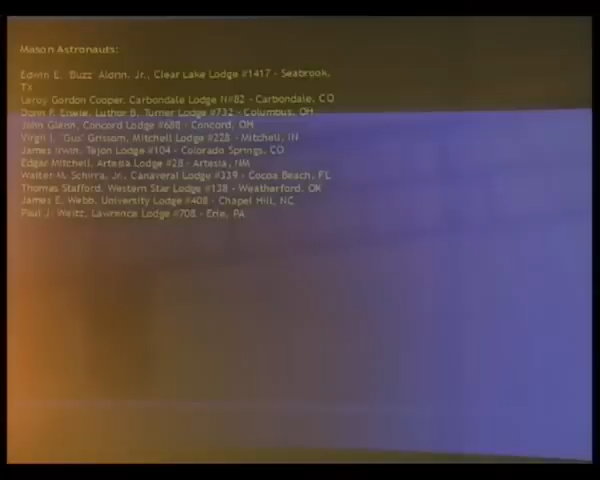 Mason Astronauts:
Edwin E. 'Buzz' Aldrin, Jr., Clear Lake Lodge #1417 - Seabrook,
TX
Leroy Gordon Cooper, Carbondale Lodge N#82 - Carbondale, CO
Donn F. Eisele, Luthor B. Turner Lodge #732 - Columbus, OH
John Glenn, Concord Lodge #688 - Concord, OH
Virgil I. 'Gus' Grissom, Mitchell Lodge #228 - Mitchell, IN
James Irwin, Tejon Lodge #104 - Colorado Springs, CO
Edgar Mitchell, Artesia Lodge #28 - Artesia, NM
Walter M. Schirra, Jr., Canaveral Lodge #339 - Cocoa Beach, FL
Thomas Stafford, Western Star Lodge #138 - Weatherford, OK
James E. Webb, University Lodge #408 - Chapel Hill, NC
Paul J. Weitz, Lawrence Lodge #708 - Erie, PA